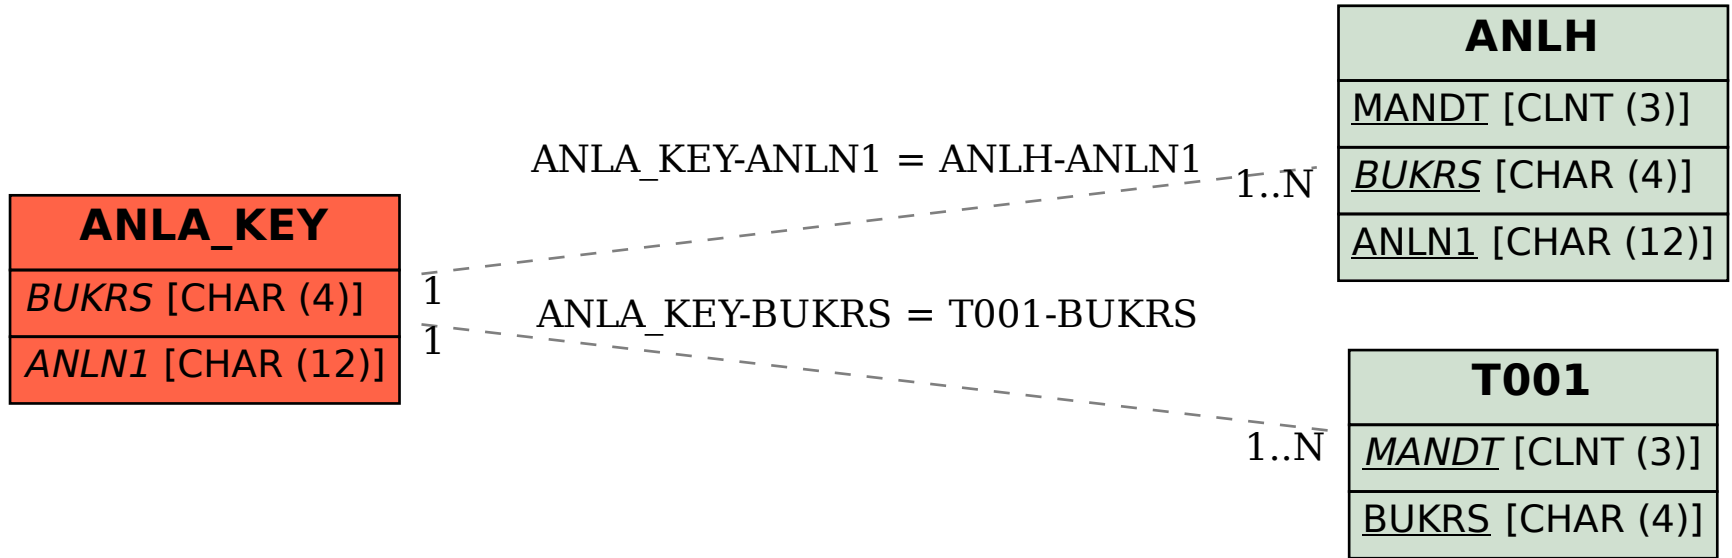 ANLA_KEY
BUKRS [CHAR (4)]
ANLN1 [CHAR (12)]
ANLA_KEY-ANLN1 = ANLH-ANLN1
1
1..N
ANLA_KEY-BUKRS = T001-BUKRS
1
1..N
ANLH
MANDT [CLNT (3)]
BUKRS [CHAR (4)]
ANLN1 [CHAR (12)]
T001
MANDT [CLNT (3)]
BUKRS [CHAR (4)]